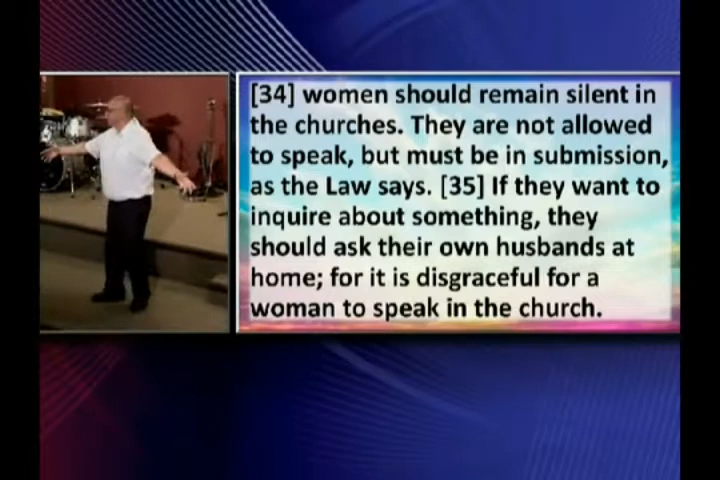 [34] women should remain silent in
the churches. They are not allowed
to speak, but must be in submission,
as the Law says. [35] If they want to
inquire about something, they
should ask their own husbands at
home; for it is disgraceful for a
woman to speak in the church.